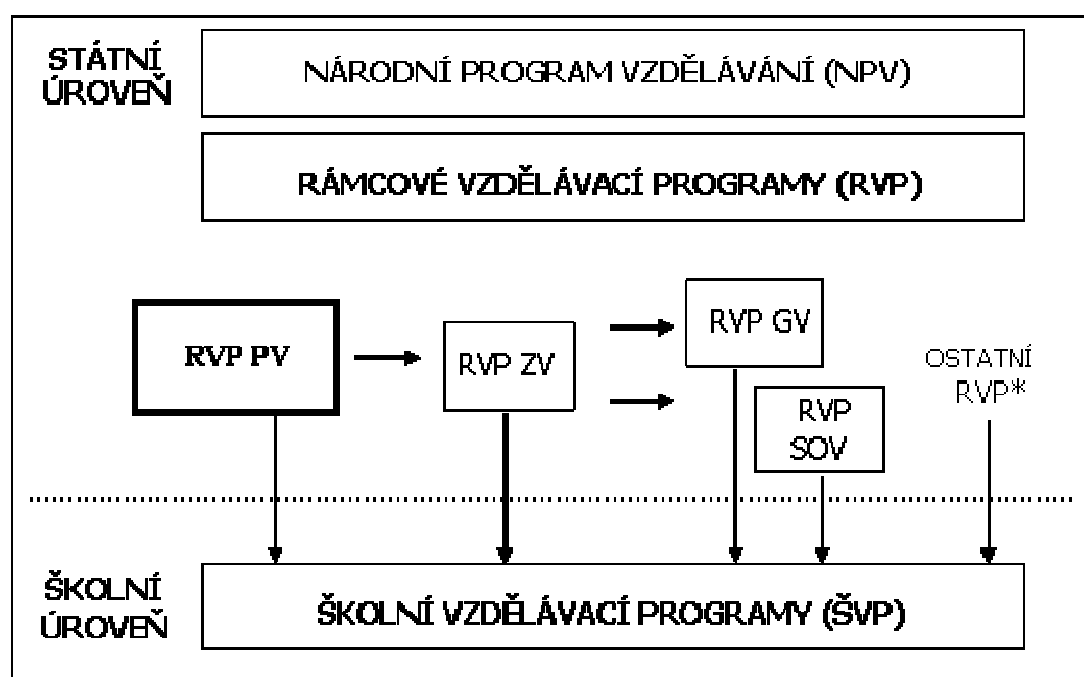 STÁTNÍ
ÚROVEŇ
NÁRODNÍ PROGRAM VZDĚLÁVÁNÍ (NPV)
RÁMCOVÉ VZDĚLÁVACÍ PROGRAMY (RVP)
RVP PV
RVP ZV
RVP GV
RVP
SOV
OSTATNÍ
RVP*
ŠKOLNÍ
ÚROVEŇ
ŠKOLNÍ VZDĚLÁVACÍ PROGRAMY (ŠVP)